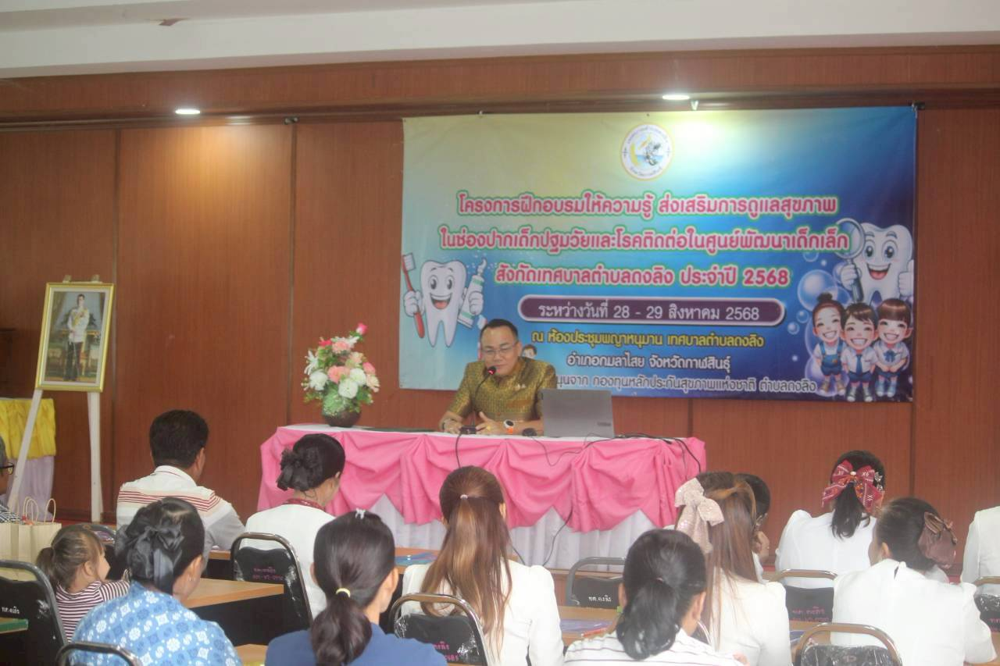 โครงการฝึกอบรมให้ความรู้ ส่งเสริมการดูแลสุขภาพ
ในช่องปากเด็กปฐมวัยและโรคติดต่อในศูนย์พัฒนาเด็กเล็ก
สังกัดเทศบาลตำบลดงลิง ประจำปี 2568
ระหว่างวันที่ 28 - 29 สิงหาคม 2568
ณ ห้องประชุมพญาหนุมาน เทศบาลตำบลดงลิง
อำเภอกมลาไสย จังหวัดกาฬสินธุ์
นุนจาก กองทุนหลักประกันสุขภาพแห่งชาติ ตำบลดงลิง
ทต.ดงลิง